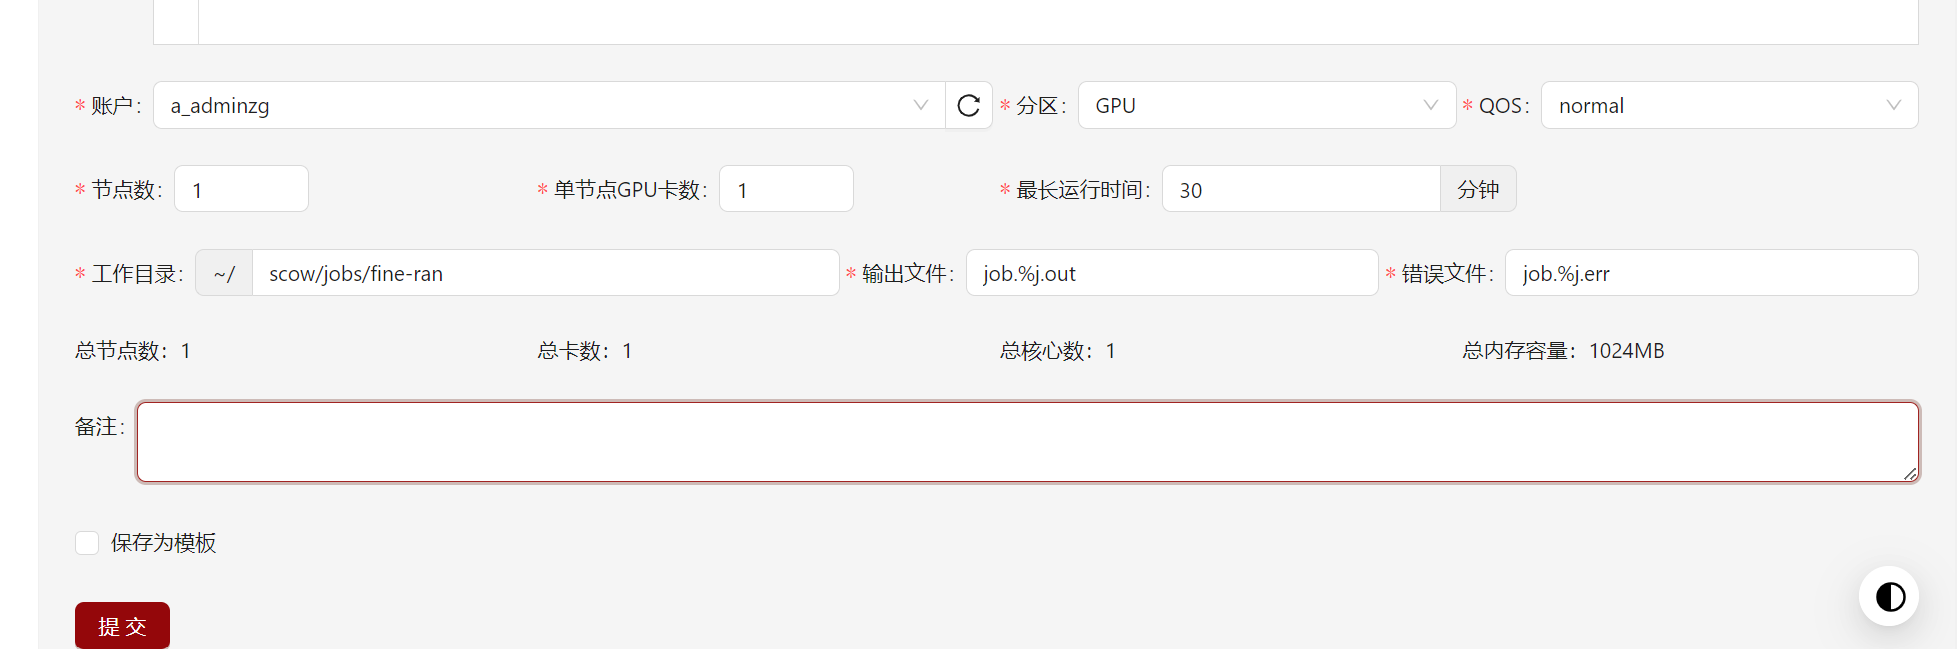 * 账户: a_adminzg * 分区: GPU * QOS: normal
* 节点数: 1 * 单节点GPU卡数: 1 * 最长运行时间: 30 分钟
* 工作目录: ~/ scow/jobs/fine-ran * 输出文件: job.%j.out * 错误文件: job.%j.err
总节点数：1 总卡数：1 总核心数：1 总内存容量：1024MB
备注:
保存为模板
提 交